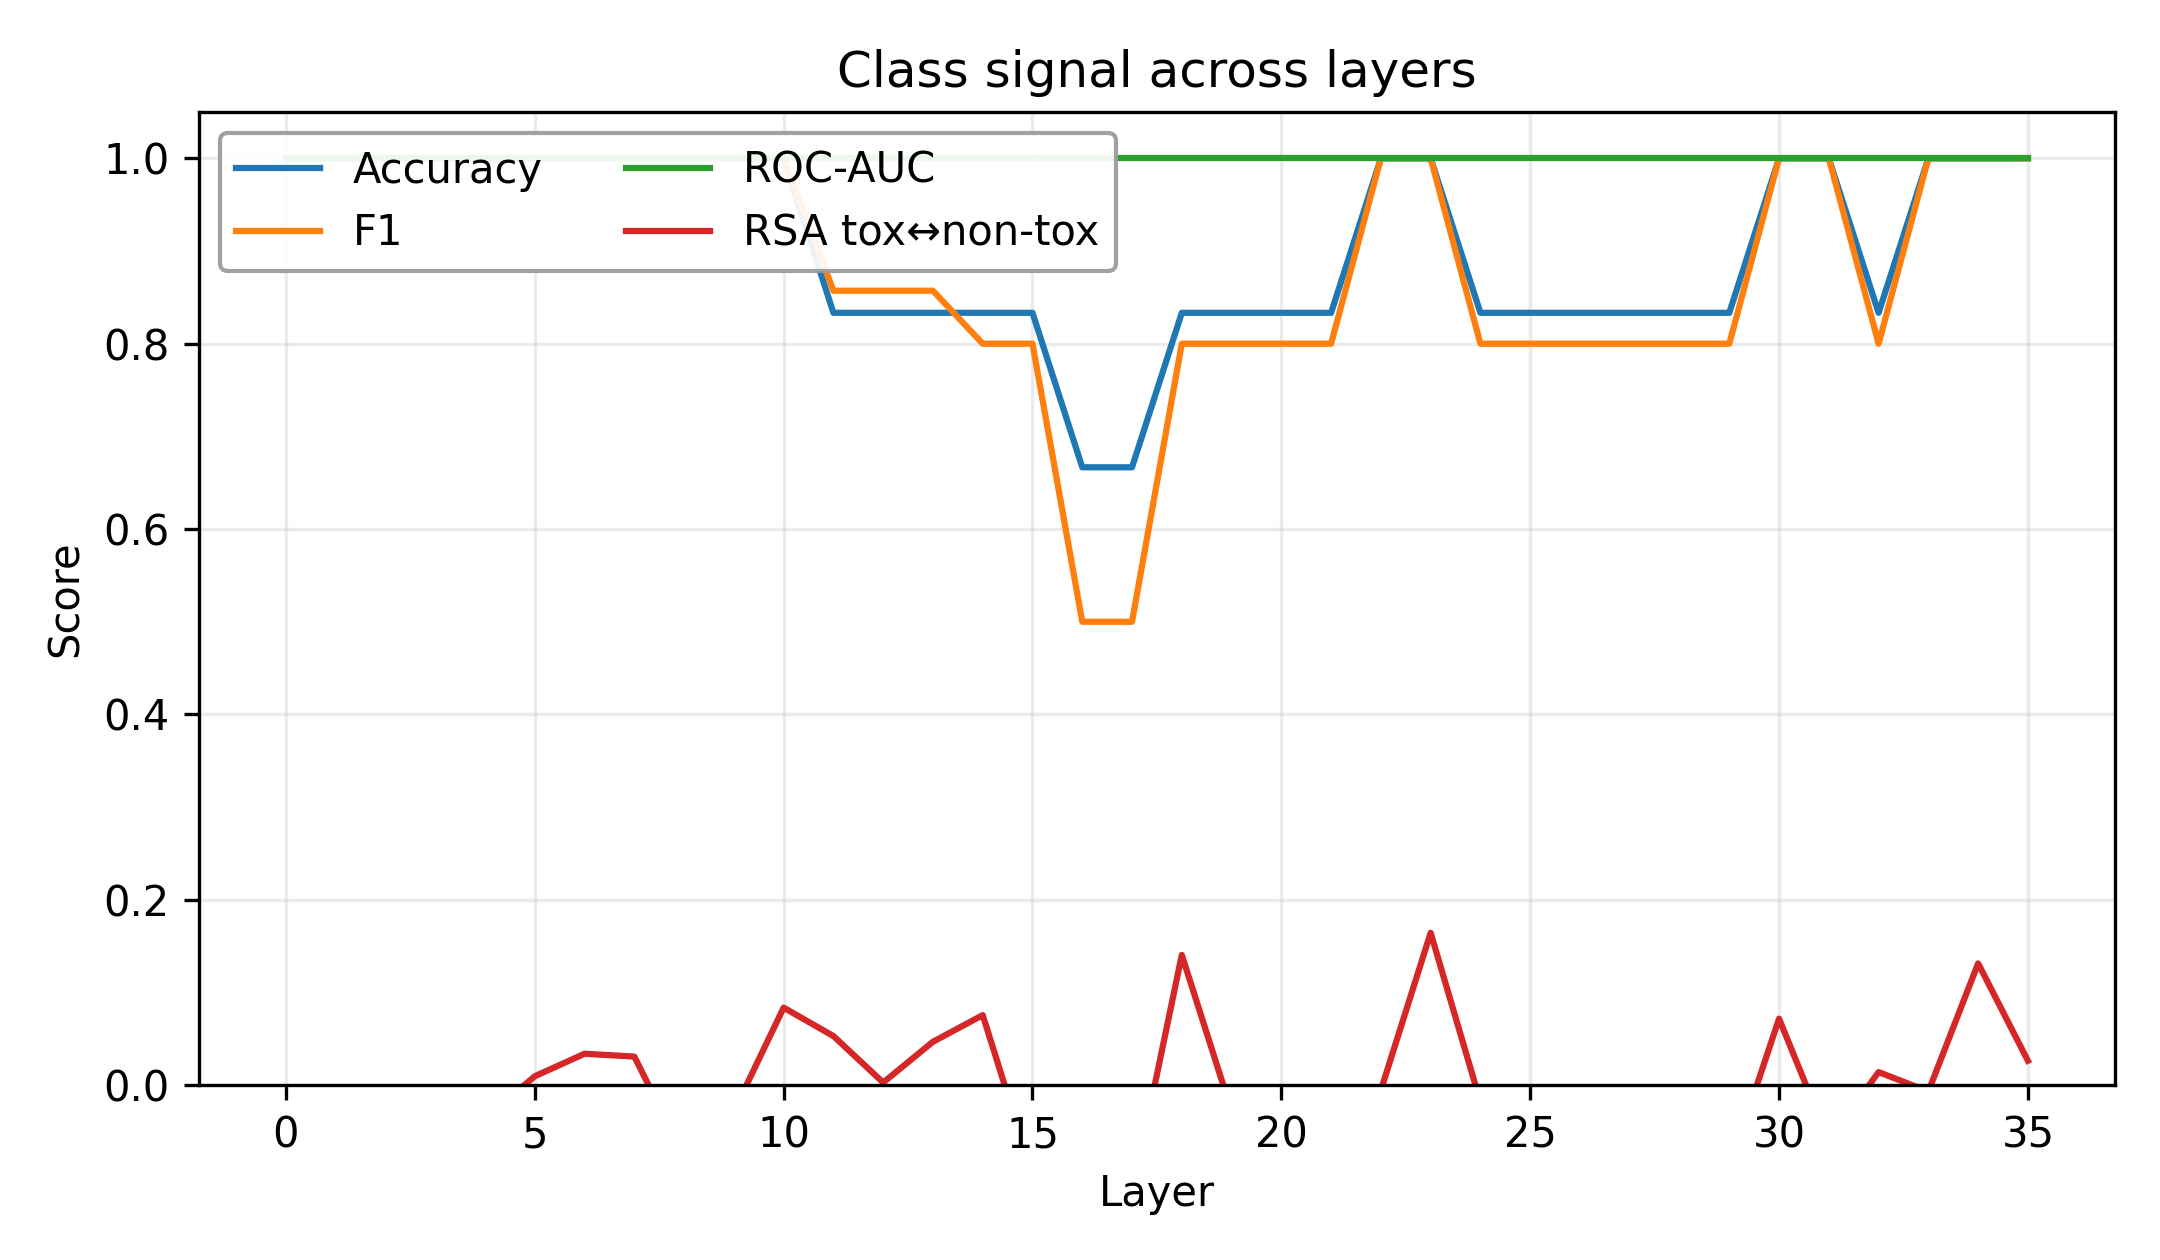 Class signal across layers
Accuracy
F1
ROC-AUC
RSA tox↔non-tox
1.0
0.8
0.6
0.4
0.2
0.0
Score
0 5 10 15 20 25 30 35
Layer